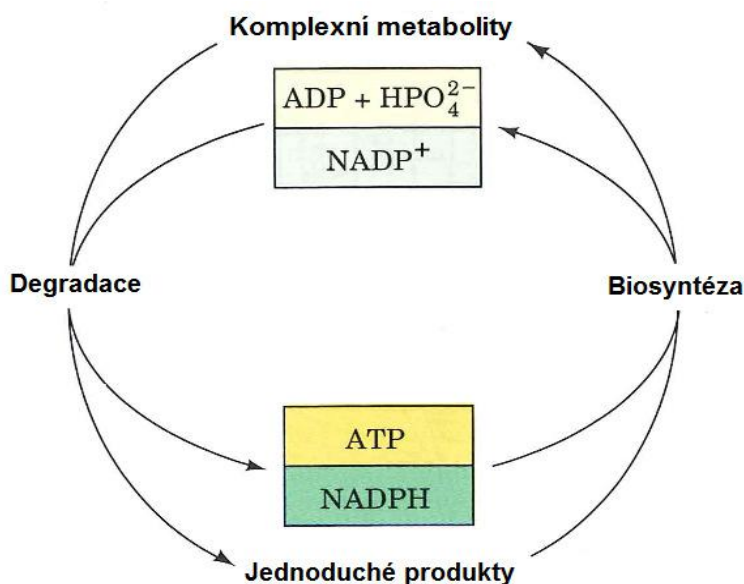 Komplexní metabolity
ADP + HPO₄²⁻
NADP⁺
Degradace
Biosyntéza
ATP
NADPH
Jednoduché produkty